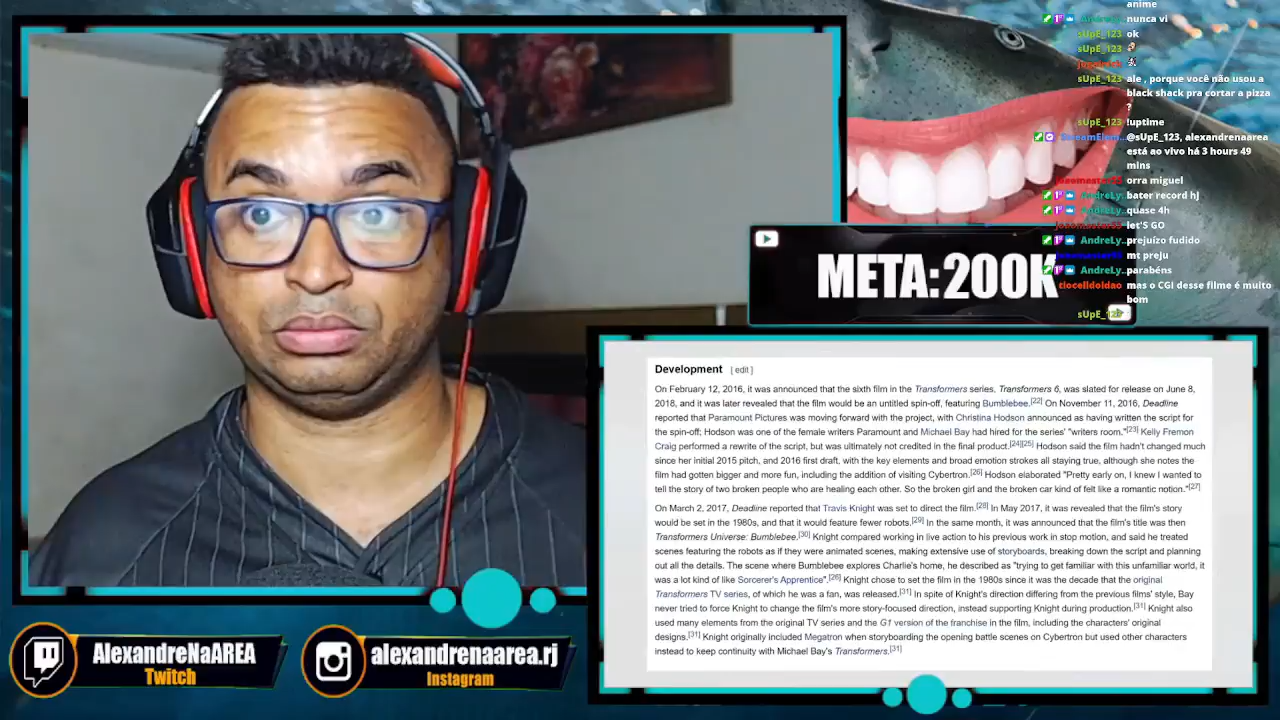 anime
nunca vi
sUpE_123 ok
sUpE_123
sUpE_123 ale , porque você não usou a
black shack pra cortar a pizza
?
sUpE_123 !uptime
@sUpE_123, alexandrenaarea
está ao vivo há 3 hours 49
mins
orra miguel
AndreLy.. bater record hj
AndreLy.. quase 4h
let'S GO
AndreLy.. prejuízo fudido
mt preju
AndreLy.. parabéns
mas o CGI desse filme é muito
bom
META:200K
Development [ edit ]
On February 12, 2016, it was announced that the sixth film in the Transformers series, Transformers 6, was slated for release on June 8,
2018, and it was later revealed that the film would be an untitled spin-off, featuring Bumblebee.[22] On November 11, 2016, Deadline
reported that Paramount Pictures was moving forward with the project, with Christina Hodson announced as having written the script for
the spin-off; Hodson was one of the female writers Paramount and Michael Bay had hired for the series' "writers room."[23] Kelly Fremon
Craig performed a rewrite of the script, but was ultimately not credited in the final product.[24][25] Hodson said the film hadn't changed much
since her initial 2015 pitch, and 2016 first draft, with the key elements and broad emotion strokes all staying true, although she notes the
film had gotten bigger and more fun, including the addition of visiting Cybertron.[26] Hodson elaborated "Pretty early on, I knew I wanted to
tell the story of two broken people who are healing each other. So the broken girl and the broken car kind of felt like a romantic notion."[27]
On March 2, 2017, Deadline reported that Travis Knight was set to direct the film.[28] In May 2017, it was revealed that the film's story
would be set in the 1980s, and that it would feature fewer robots.[29] In the same month, it was announced that the film's title was then
Transformers Universe: Bumblebee.[30] Knight compared working in live action to his previous work in stop motion, and said he treated
scenes featuring the robots as if they were animated scenes, making extensive use of storyboards, breaking down the script and planning
out all the details. The scene where Bumblebee explores Charlie's home, he described as "trying to get familiar with this unfamiliar world, it
was a lot kind of like Sorcerer's Apprentice".[26] Knight chose to set the film in the 1980s since it was the decade that the original
Transformers TV series, of which he was a fan, was released.[31] In spite of Knight's direction differing from the previous films' style, Bay
never tried to force Knight to change the film's more story-focused direction, instead supporting Knight during production.[31] Knight also
used many elements from the original TV series and the G1 version of the franchise in the film, including the characters' original
designs.[31] Knight originally included Megatron when storyboarding the opening battle scenes on Cybertron but used other characters
instead to keep continuity with Michael Bay's Transformers.[31]
AlexandreNaAREA
Twitch
alexandrenaarea.rj
Instagram